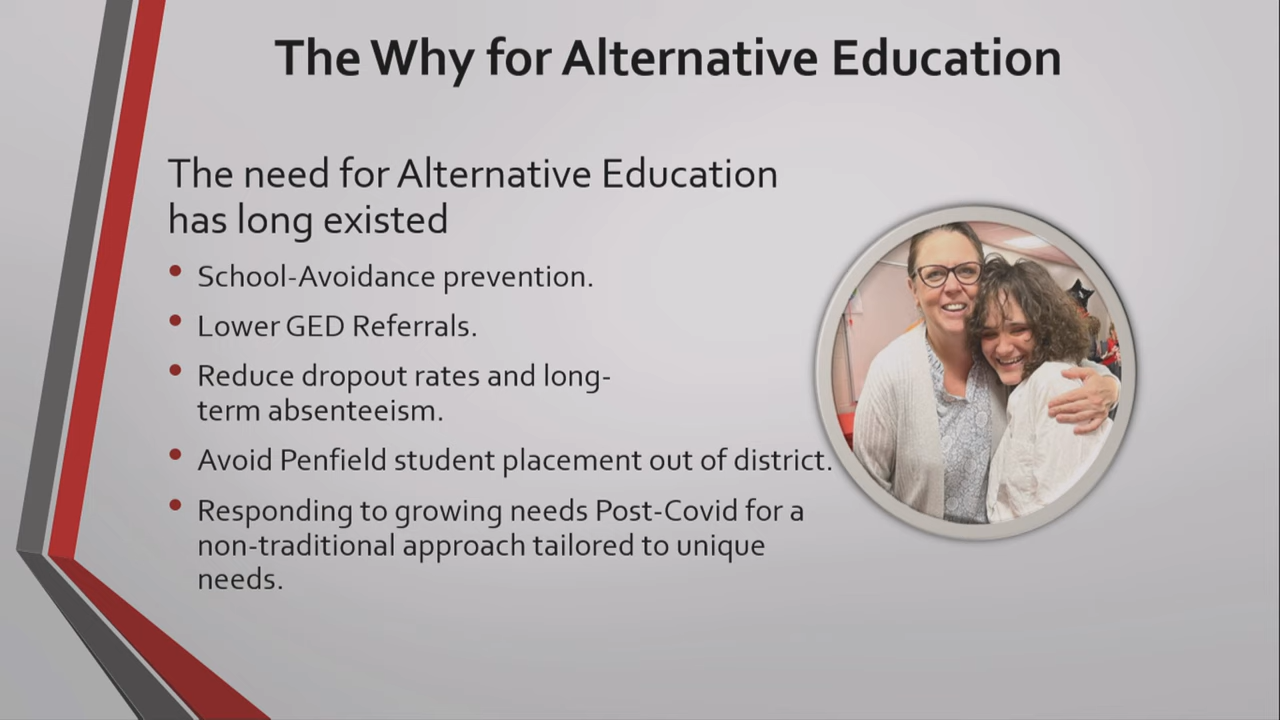 The Why for Alternative Education
The need for Alternative Education
has long existed
School-Avoidance prevention.
Lower GED Referrals.
Reduce dropout rates and long-
term absenteeism.
Avoid Penfield student placement out of district.
Responding to growing needs Post-Covid for a
non-traditional approach tailored to unique
needs.